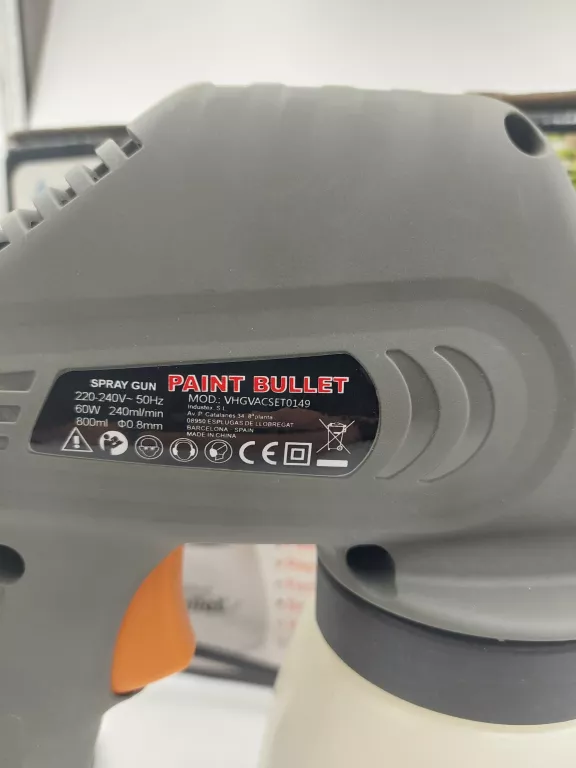 SPRAY GUN PAINT BULLET
220-240V~ 50Hz MOD.: VHGVACSET0149
60W 240ml/min
800ml Φ0.8mm
Industex S.L
Av. P. Catalanes 34, 8ª planta
08950 ESPLUGAS DE LLOBREGAT
BARCELONA - SPAIN
MADE IN CHINA
CE